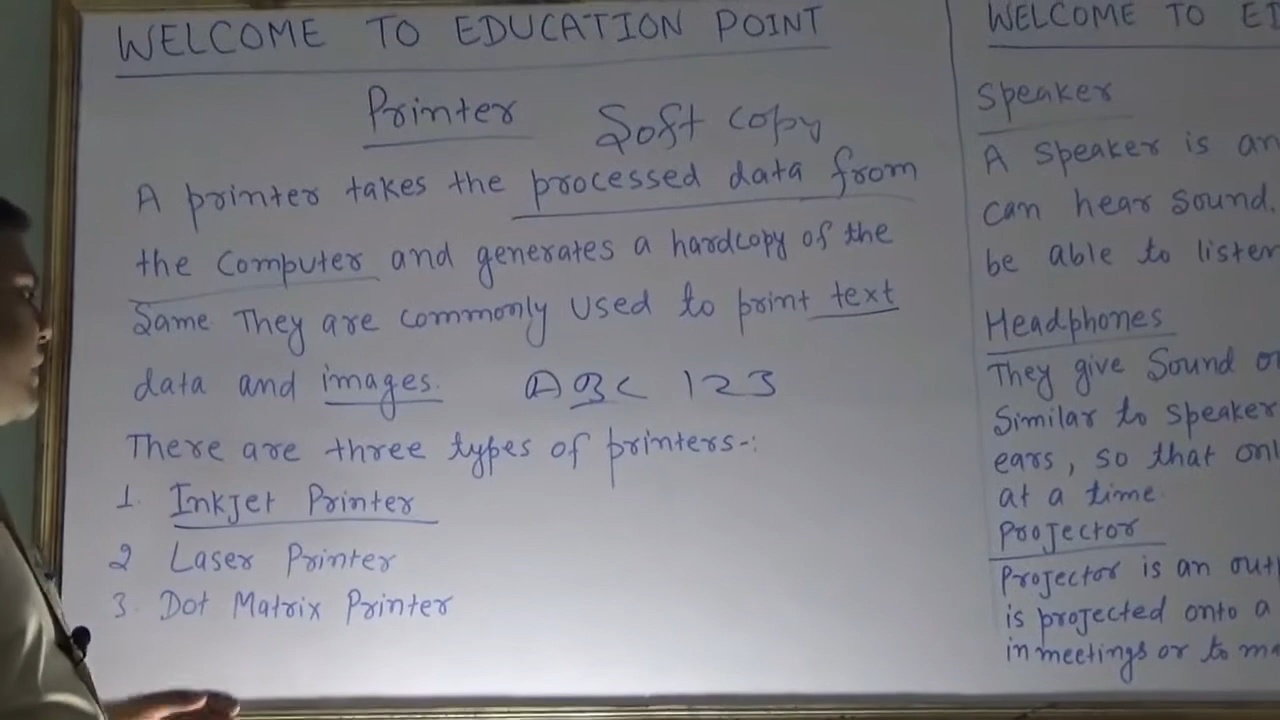 WELCOME TO EDUCATION POINT
Printer Soft copy
A printer takes the processed data from
the computer and generates a hardcopy of the
Same They are commonly used to print text
data and images. ABC 123
There are three types of printers-:
1. Inkjet Printer
2 Laser Printer
3. Dot Matrix Printer
WELCOME TO
Speaker
A Speaker is an
can hear sound.
be able to listen
Headphones
They give Sound
Similar to speaker
ears, so that
at a time.
Projector
Projector is an
is projected onto a
in meetings or to